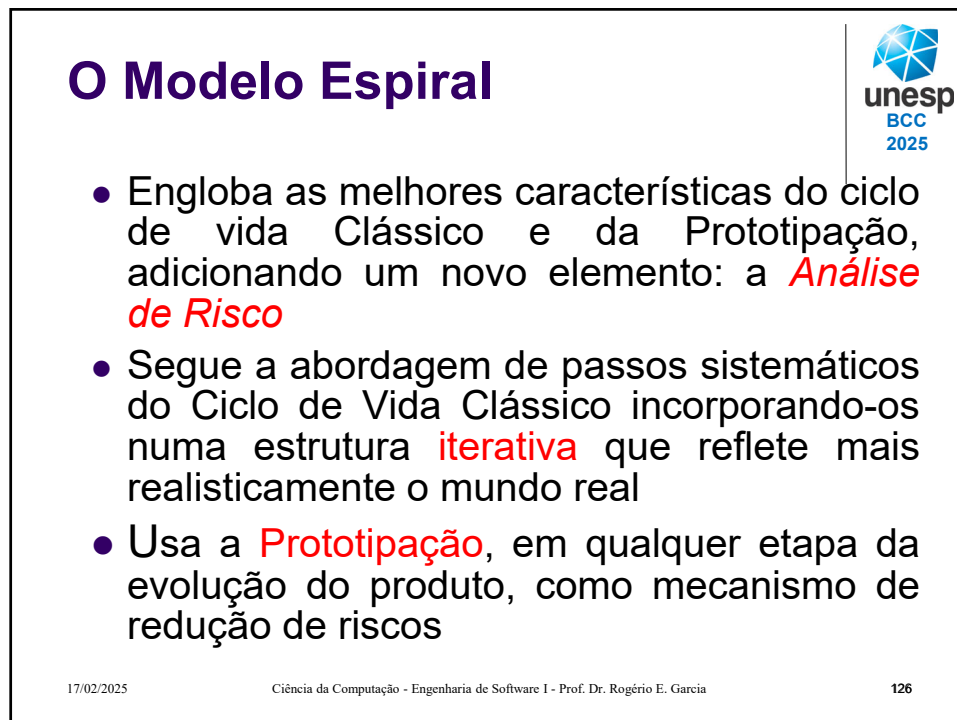 O Modelo Espiral
unesp
BCC
2025
● Engloba as melhores características do ciclo
de vida Clássico e da Prototipação,
adicionando um novo elemento: a Análise
de Risco
● Segue a abordagem de passos sistemáticos
do Ciclo de Vida Clássico incorporando-os
numa estrutura iterativa que reflete mais
realisticamente o mundo real
● Usa a Prototipação, em qualquer etapa da
evolução do produto, como mecanismo de
redução de riscos
17/02/2025 Ciência da Computação - Engenharia de Software I - Prof. Dr. Rogério E. Garcia 126